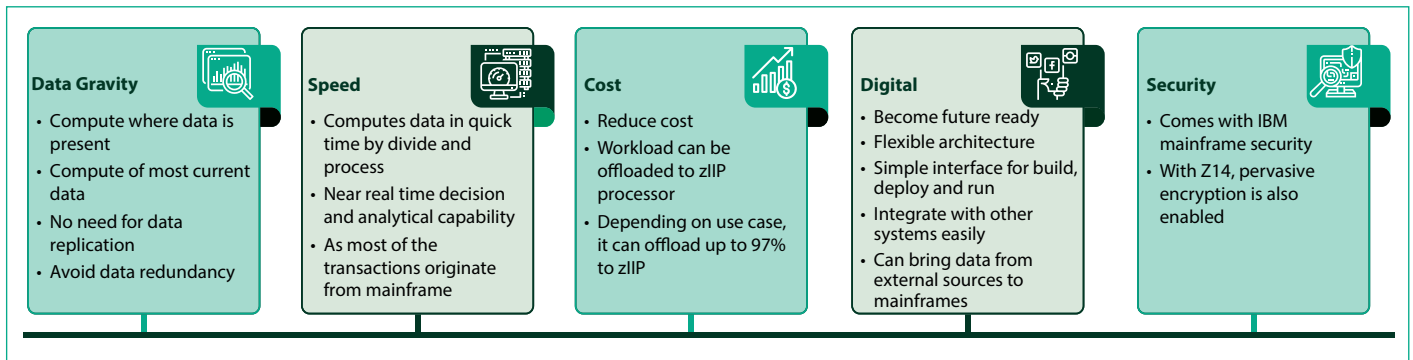 Data Gravity
• Compute where data is
present
• Compute of most current
data
• No need for data
replication
• Avoid data redundancy
Speed
• Computes data in quick
time by divide and
process
• Near real time decision
and analytical capability
• As most of the
transactions originate
from mainframe
Cost
• Reduce cost
• Workload can be
offloaded to zIIP
processor
• Depending on use case,
it can offload up to 97%
to zIIP
Digital
• Become future ready
• Flexible architecture
• Simple interface for build,
deploy and run
• Integrate with other
systems easily
• Can bring data from
external sources to
mainframes
Security
• Comes with IBM
mainframe security
• With Z14, pervasive
encryption is also
enabled